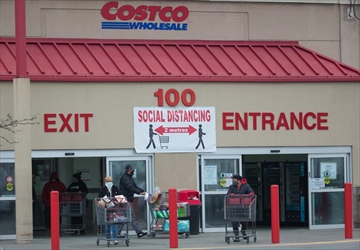 COSTCO
WHOLESALE
100
EXIT
SOCIAL DISTANCING
2 metres
ENTRANCE